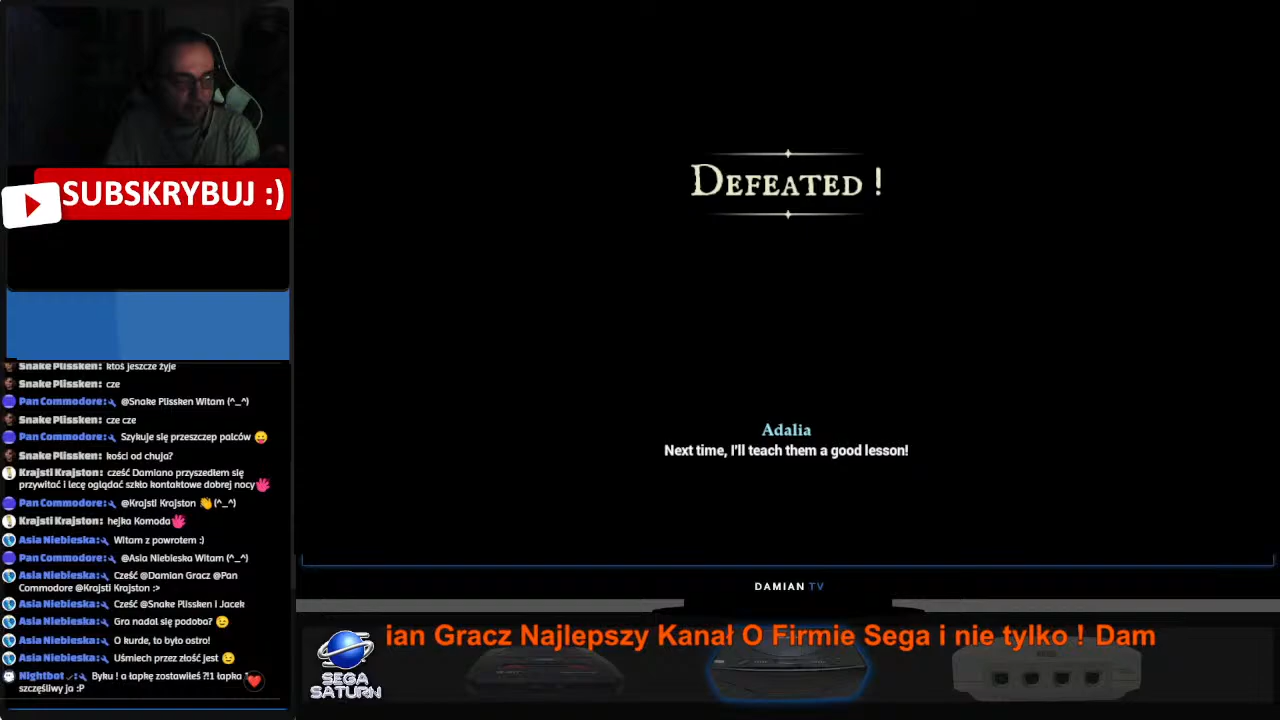 SUBSKRYBUJ :)
Snake Plissken: ktoś jeszcze żyje
Snake Plissken: cze
Pan Commodore: @Snake Plissken Witam (^_^)
Snake Plissken: cze cze
Pan Commodore: Szykuje się przeszczep palców 😛
Snake Plissken: kości od chuja?
Krajsti Krajston: cześć Damiano przyszedłem się
przywitać i lecę oglądać szkło kontaktowe dobrej nocy
Pan Commodore: @Krajsti Krajston 👋 (^_^)
Krajsti Krajston: hejka Komoda
Asia Niebieska: Witam z powrotem :)
Pan Commodore: @Asia Niebieska Witam (^_^)
Asia Niebieska: Cześć @Damian Gracz @Pan
Commodore @Krajsti Krajston :>
Asia Niebieska: Cześć @Snake Plissken i Jacek
Asia Niebieska: Gra nadal się podoba? 😉
Asia Niebieska: O kurde, to było ostro!
Asia Niebieska: Uśmiech przez złość jest 😉
Nightbot: Byku ! a łapkę zostawiłeś ?!1 łapka
szczęśliwy ja :P
DEFEATED !
Adalia
Next time, I'll teach them a good lesson!
DAMIAN TV
SEGA
SATURN
ian Gracz Najlepszy Kanał O Firmie Sega i nie tylko ! Dam